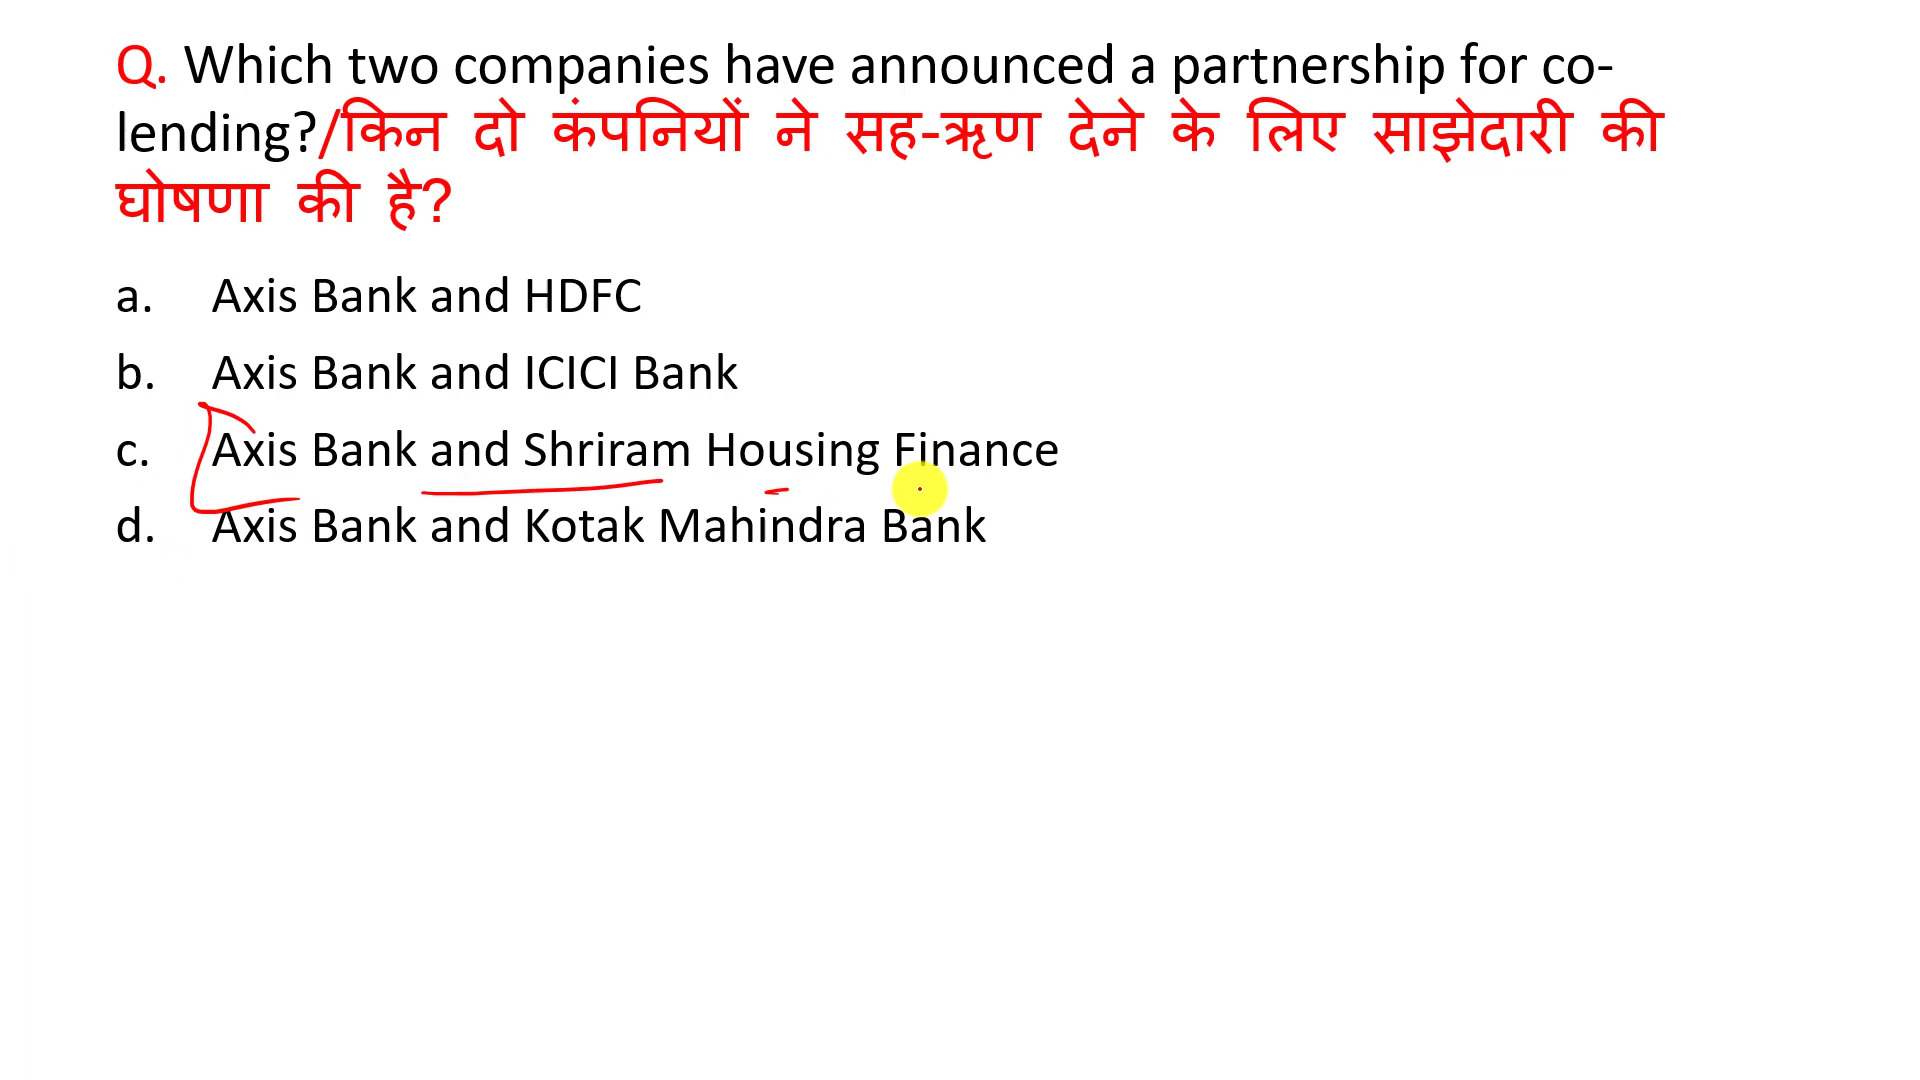 Q. Which two companies have announced a partnership for co-
lending?/किन दो कंपनियों ने सह-ऋण देने के लिए साझेदारी की
घोषणा की है?
a. Axis Bank and HDFC
b. Axis Bank and ICICI Bank
c. Axis Bank and Shriram Housing Finance
d. Axis Bank and Kotak Mahindra Bank